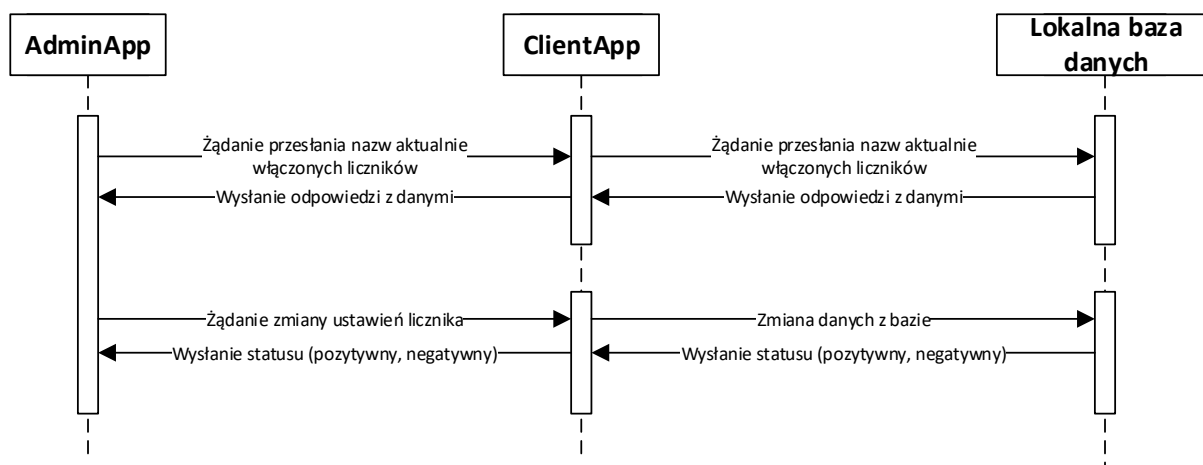 AdminApp
ClientApp
Lokalna baza
danych
Żądanie przesłania nazw aktualnie
włączonych liczników
Żądanie przesłania nazw aktualnie
włączonych liczników
Wysłanie odpowiedzi z danymi
Wysłanie odpowiedzi z danymi
Żądanie zmiany ustawień licznika
Zmiana danych z bazie
Wysłanie statusu (pozytywny, negatywny)
Wysłanie statusu (pozytywny, negatywny)